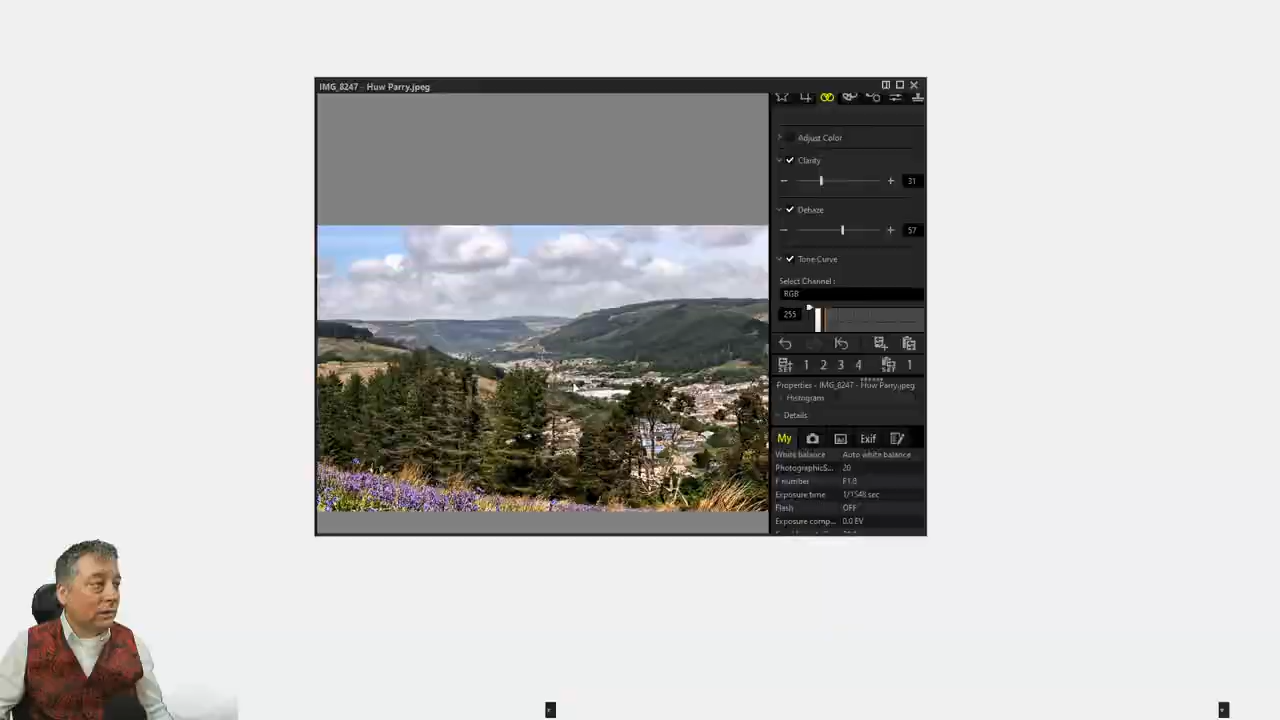 IMG_8247 - Huw Parry.jpeg
Adjust Color
Clarity
31
Dehaze
57
Tone Curve
Select Channel :
RGB
255
1 2 3 4 1
Properties - IMG_8247 - Huw Parry.jpeg
Histogram
Details
My Exif
White balance Auto white balance
PhotographicS... 20
F number F1.8
Exposure time 1/1548 sec
Flash OFF
Exposure comp... 0.0 EV